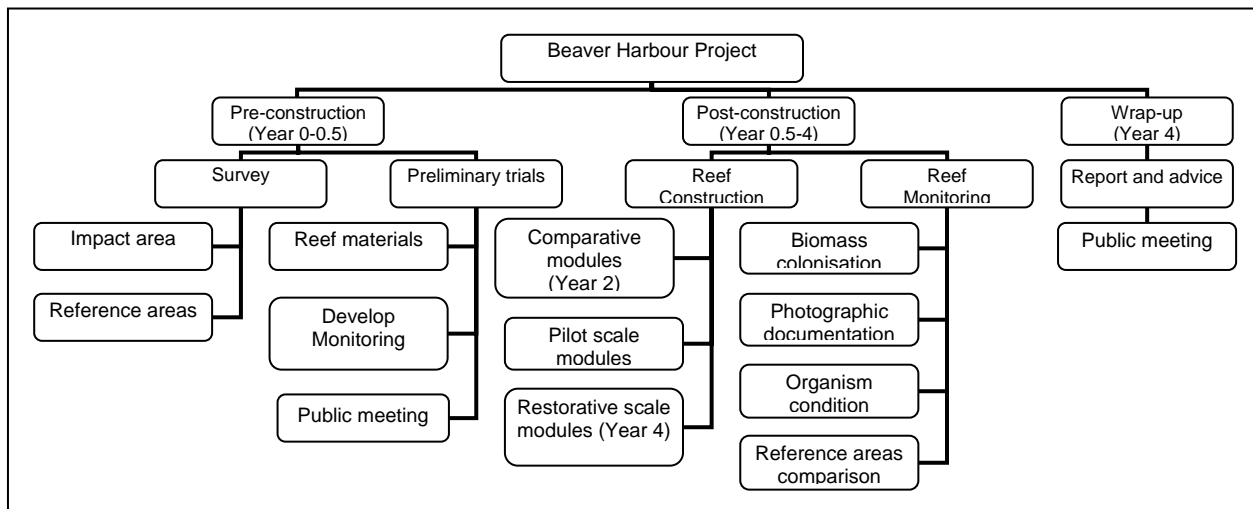 Beaver Harbour Project
Pre-construction
(Year 0-0.5)
Post-construction
(Year 0.5-4)
Wrap-up
(Year 4)
Survey
Preliminary trials
Reef
Construction
Reef
Monitoring
Report and advice
Impact area
Reference areas
Reef materials
Develop
Monitoring
Public meeting
Comparative
modules
(Year 2)
Pilot scale
modules
Restorative scale
modules (Year 4)
Biomass
colonisation
Photographic
documentation
Organism
condition
Reference areas
comparison
Public meeting